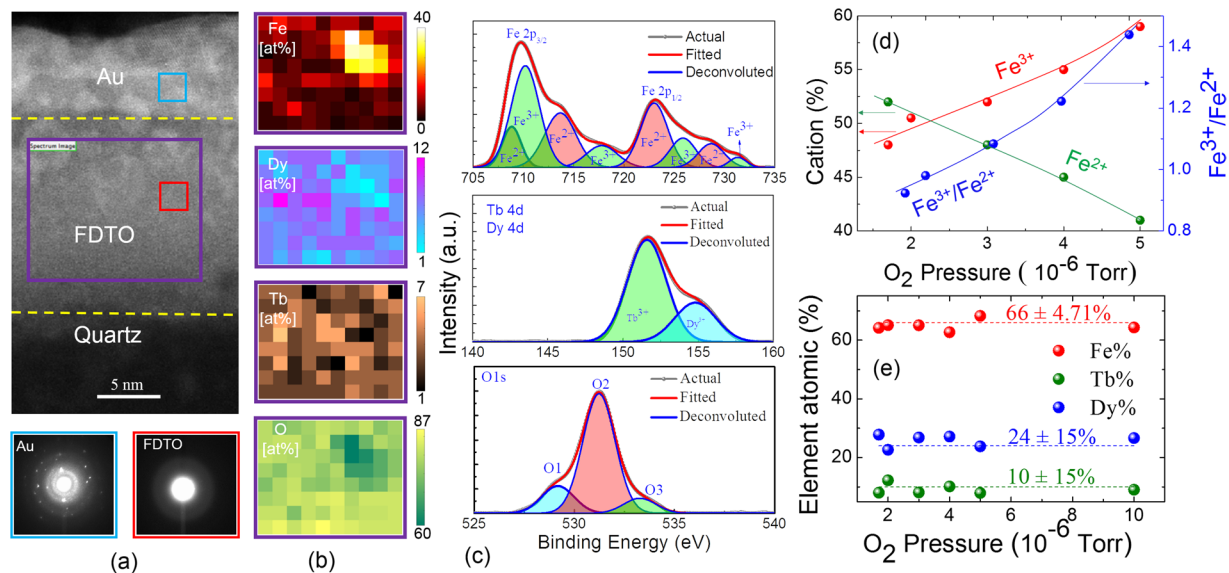 Au
Spectrum Image
FDTO
Quartz
5 nm
Au
FDTO
(a)
Fe
[at%]
40
0
Dy
[at%]
12
1
Tb
[at%]
7
1
O
[at%]
87
60
(b)
Intensity (a.u.)
Fe 2p3/2
Fe 2p1/2
Actual
Fitted
Deconvoluted
Fe3+
Fe2+
Fe2+
Fe3+
Fe3+
Fe2+
Fe3+
705 710 715 720 725 730 735
Tb 4d
Dy 4d
Actual
Fitted
Deconvoluted
Tb3+
140 145 150 155 160
O1s
Actual
Fitted
Deconvoluted
O1
O2
O3
525 530 535 540
Binding Energy (eV)
(c)
(d)
Cation (%)
60
55
50
45
40
Fe3+
Fe2+
Fe3+/Fe2+
1.4
1.2
1.0
0.8
Fe3+/Fe2+
2 3 4 5
O2 Pressure ( 10-6 Torr)
Element atomic (%)
60
40
20
66 ± 4.71%
(e)
Fe%
Tb%
Dy%
24 ± 15%
10 ± 15%
2 4 6 8 10
O2 Pressure (10-6 Torr)